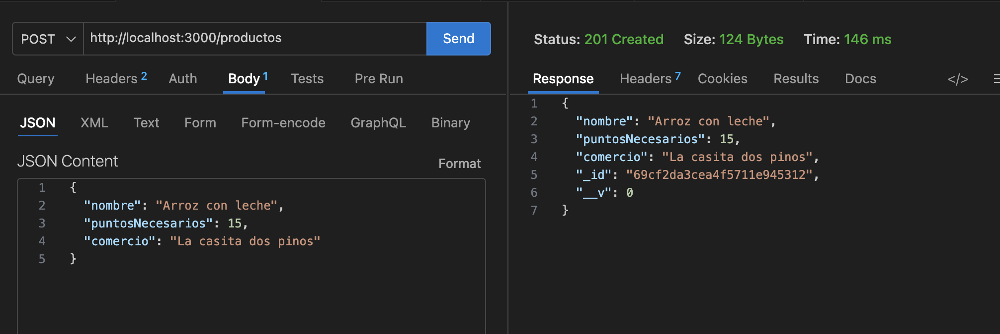 POST http://localhost:3000/productos Send
Query Headers 2 Auth Body 1 Tests Pre Run
JSON XML Text Form Form-encode GraphQL Binary
JSON Content Format
1 {
2 "nombre": "Arroz con leche",
3 "puntosNecesarios": 15,
4 "comercio": "La casita dos pinos"
5 }
Status: 201 Created Size: 124 Bytes Time: 146 ms
Response Headers 7 Cookies Results Docs </>
1 {
2 "nombre": "Arroz con leche",
3 "puntosNecesarios": 15,
4 "comercio": "La casita dos pinos",
5 "_id": "69cf2da3cea4f5711e945312",
6 "__v": 0
7 }